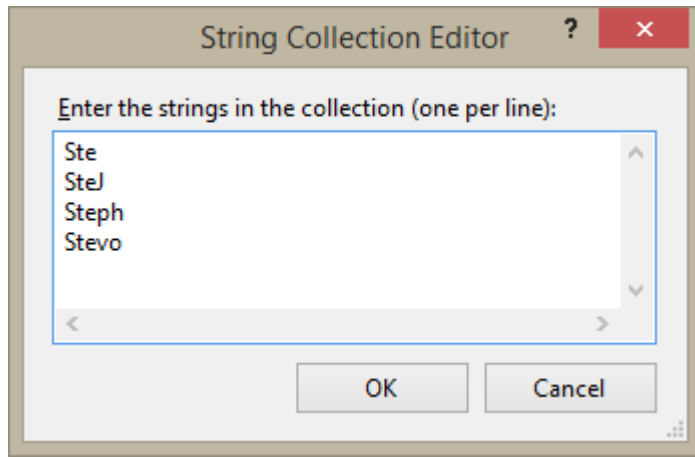 String Collection Editor ?
Enter the strings in the collection (one per line):
Ste
SteJ
Steph
Stevo
OK Cancel